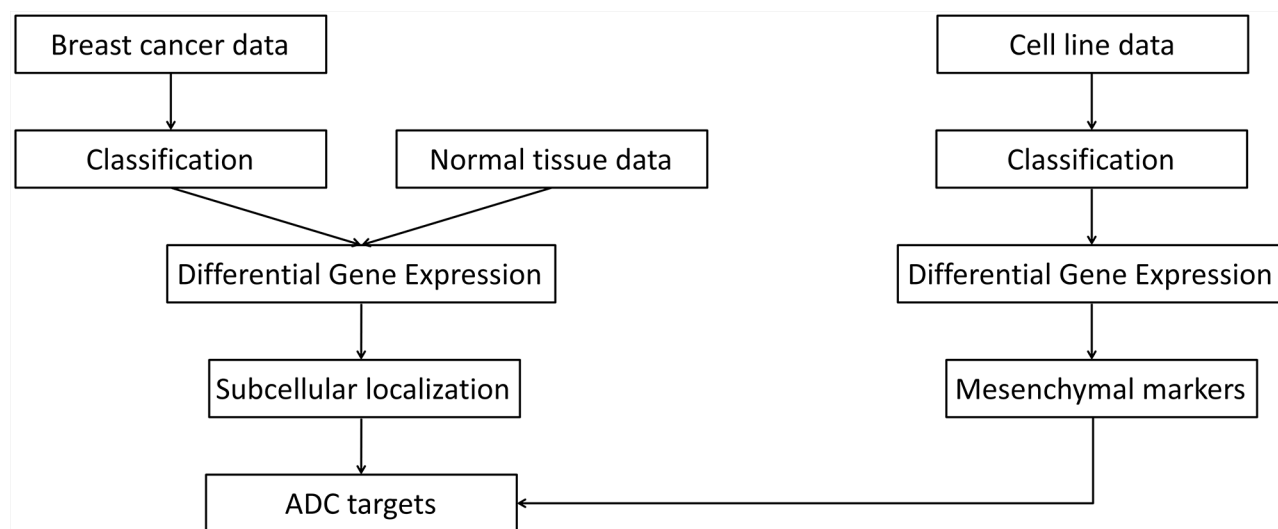 Breast cancer data
Cell line data
Classification
Normal tissue data
Classification
Differential Gene Expression
Differential Gene Expression
Subcellular localization
Mesenchymal markers
ADC targets